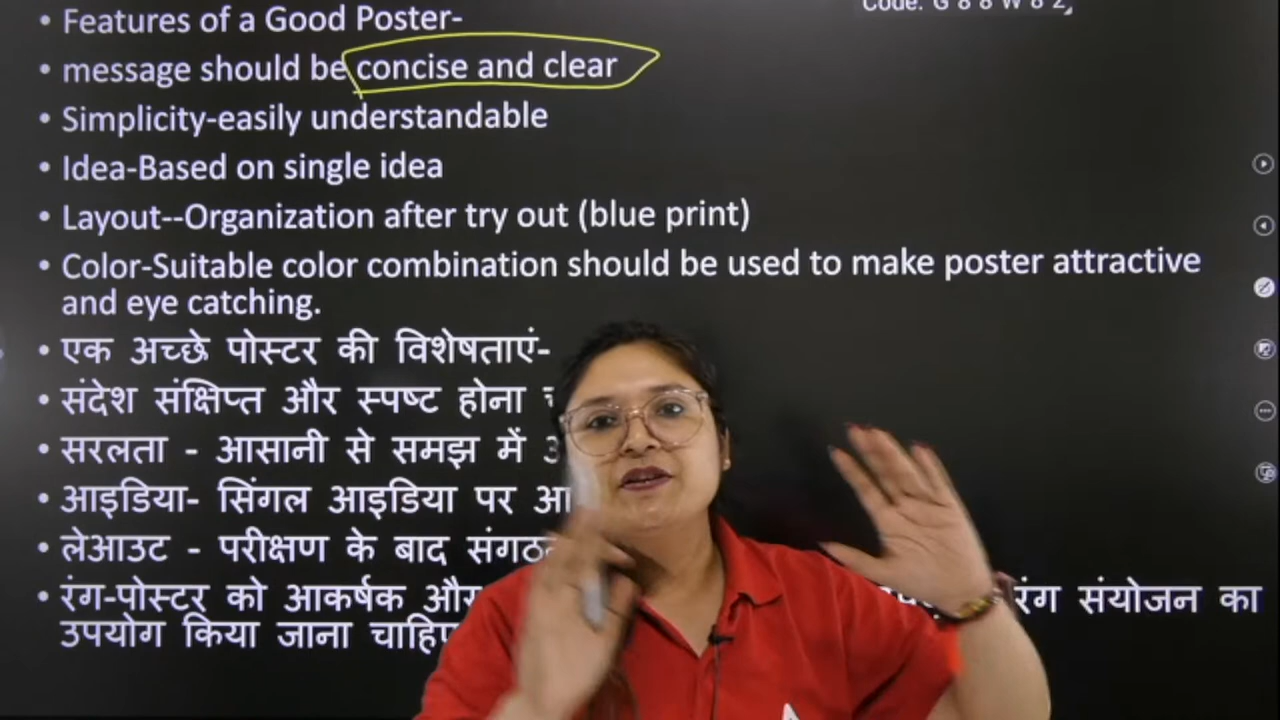 Code: G 8 8 W 8 2
• Features of a Good Poster-
• message should be concise and clear
• Simplicity-easily understandable
• Idea-Based on single idea
• Layout--Organization after try out (blue print)
• Color-Suitable color combination should be used to make poster attractive
and eye catching.
• एक अच्छे पोस्टर की विशेषताएं-
• संदेश संक्षिप्त और स्पष्ट होना
• सरलता - आसानी से समझ में
• आइडिया- सिंगल आइडिया पर
• लेआउट - परीक्षण के बाद
• रंग-पोस्टर को आकर्षक और रंग संयोजन का
उपयोग किया जाना